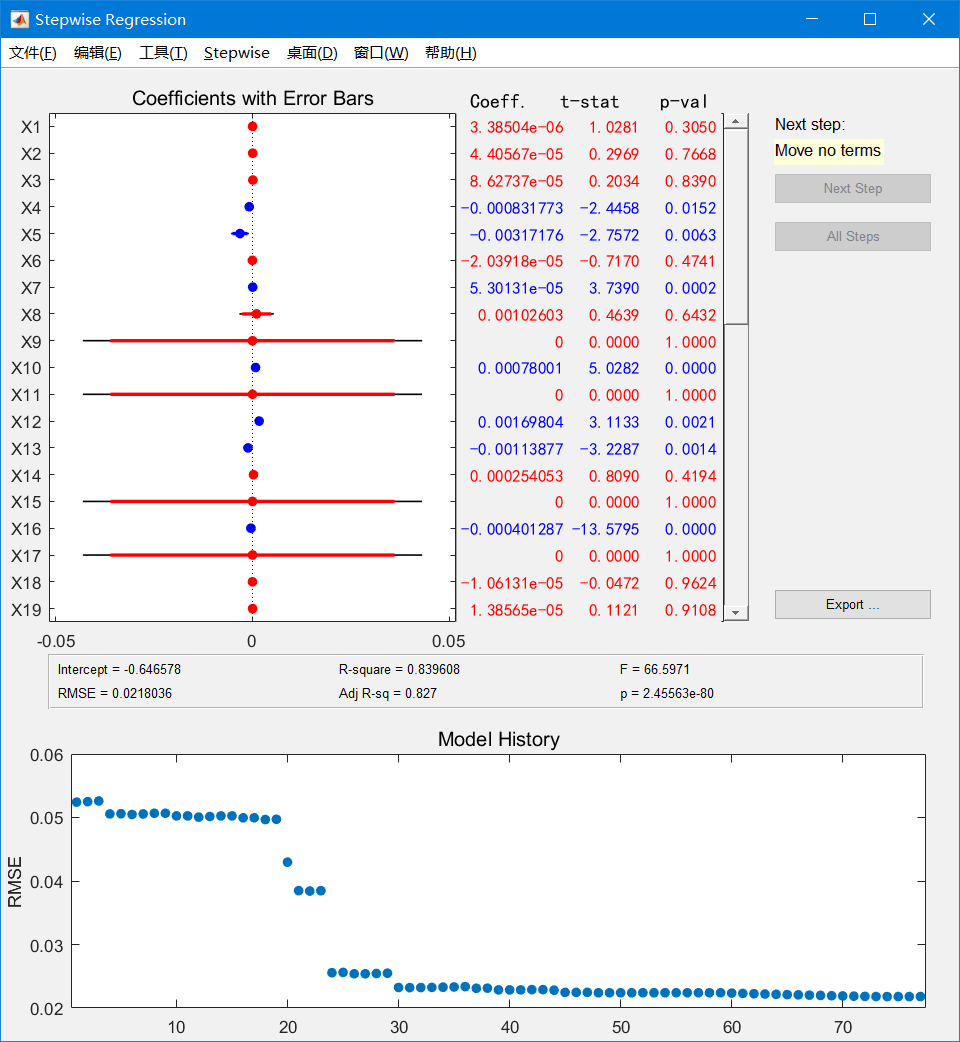 Stepwise Regression
文件(F) 编辑(E) 工具(T) Stepwise 桌面(D) 窗口(W) 帮助(H)
Coefficients with Error Bars Coeff. t-stat p-val
X1 3.38504e-06 1.0281 0.3050
X2 4.40567e-05 0.2969 0.7668
X3 8.62737e-05 0.2034 0.8390
X4 -0.000831773 -2.4458 0.0152
X5 -0.00317176 -2.7572 0.0063
X6 -2.03918e-05 -0.7170 0.4741
X7 5.30131e-05 3.7390 0.0002
X8 0.00102603 0.4639 0.6432
X9 0 0.0000 1.0000
X10 0.00078001 5.0282 0.0000
X11 0 0.0000 1.0000
X12 0.00169804 3.1133 0.0021
X13 -0.00113877 -3.2287 0.0014
X14 0.000254053 0.8090 0.4194
X15 0 0.0000 1.0000
X16 -0.000401287 -13.5795 0.0000
X17 0 0.0000 1.0000
X18 -1.06131e-05 -0.0472 0.9624
X19 1.38565e-05 0.1121 0.9108
-0.05 0 0.05
Next step:
Move no terms
Next Step
All Steps
Export ...
Intercept = -0.646578 R-square = 0.839608 F = 66.5971
RMSE = 0.0218036 Adj R-sq = 0.827 p = 2.45563e-80
Model History
RMSE
0.06
0.05
0.04
0.03
0.02
10 20 30 40 50 60 70